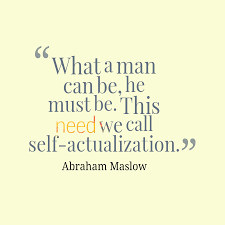 “What a man
can be, he
must be. This
need we call
self-actualization.”
Abraham Maslow